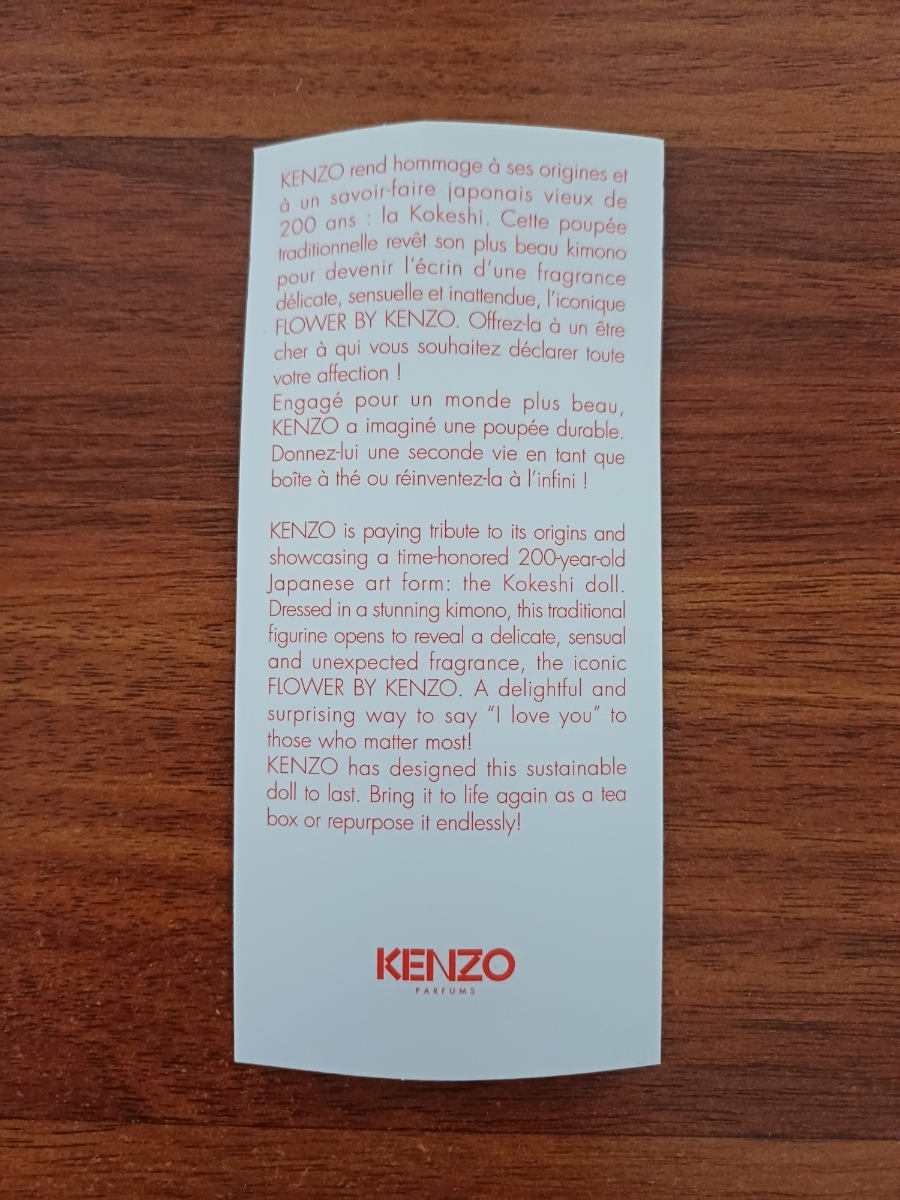 KENZO rend hommage à ses origines et
à un savoir-faire japonais vieux de
200 ans : la Kokeshi. Cette poupée
traditionnelle revêt son plus beau kimono
pour devenir l'écrin d'une fragrance
délicate, sensuelle et inattendue, l'iconique
FLOWER BY KENZO. Offrez-la à un être
cher à qui vous souhaitez déclarer toute
votre affection !
Engagé pour un monde plus beau,
KENZO a imaginé une poupée durable.
Donnez-lui une seconde vie en tant que
boîte à thé ou réinventez-la à l'infini !
KENZO is paying tribute to its origins and
showcasing a time-honored 200-year-old
Japanese art form: the Kokeshi doll.
Dressed in a stunning kimono, this traditional
figurine opens to reveal a delicate, sensual
and unexpected fragrance, the iconic
FLOWER BY KENZO. A delightful and
surprising way to say "I love you" to
those who matter most!
KENZO has designed this sustainable
doll to last. Bring it to life again as a tea
box or repurpose it endlessly!
KENZO
PARFUMS